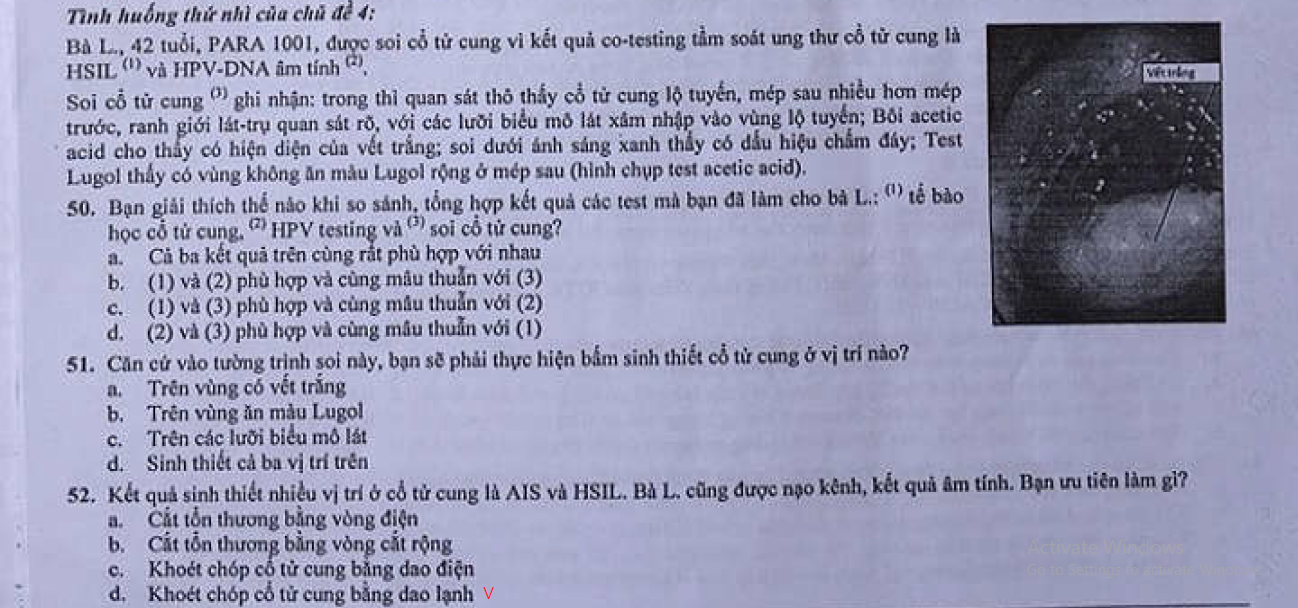 Tình huống thứ nhì của chủ đề 4:
Bà L., 42 tuổi, PARA 1001, được soi cổ tử cung vì kết quả co-testing tầm soát ung thư cổ tử cung là
HSIL (1) và HPV-DNA âm tính (2).
Soi cổ tử cung (3) ghi nhận: trong thì quan sát thô thấy cổ tử cung lộ tuyến, mép sau nhiều hơn mép
trước, ranh giới lát-trụ quan sát rõ, với các lưỡi biểu mô lát xâm nhập vào vùng lộ tuyến; Bôi acetic
acid cho thấy có hiện diện của vết trắng; soi dưới ánh sáng xanh thấy có dấu hiệu chấm đáy; Test
Lugol thấy có vùng không ăn màu Lugol rộng ở mép sau (hình chụp test acetic acid).
Vết trắng
50. Bạn giải thích thế nào khi so sánh, tổng hợp kết quả các test mà bạn đã làm cho bà L.: (1) tế bào
học cổ tử cung, (2) HPV testing và (3) soi cổ tử cung?
a. Cả ba kết quả trên cùng rất phù hợp với nhau
b. (1) và (2) phù hợp và cùng mâu thuẫn với (3)
c. (1) và (3) phù hợp và cùng mâu thuẫn với (2)
d. (2) và (3) phù hợp và cùng mâu thuẫn với (1)
51. Căn cứ vào tường trình soi này, bạn sẽ phải thực hiện bấm sinh thiết cổ tử cung ở vị trí nào?
a. Trên vùng có vết trắng
b. Trên vùng ăn màu Lugol
c. Trên các lưỡi biểu mô lát
d. Sinh thiết cả ba vị trí trên
52. Kết quả sinh thiết nhiều vị trí ở cổ tử cung là AIS và HSIL. Bà L. cũng được nạo kênh, kết quả âm tính. Bạn ưu tiên làm gì?
a. Cắt tổn thương bằng vòng điện
b. Cắt tổn thương bằng vòng cắt rộng
c. Khoét chóp cổ tử cung bằng dao điện
d. Khoét chóp cổ tử cung bằng dao lạnh V
Activate Windows